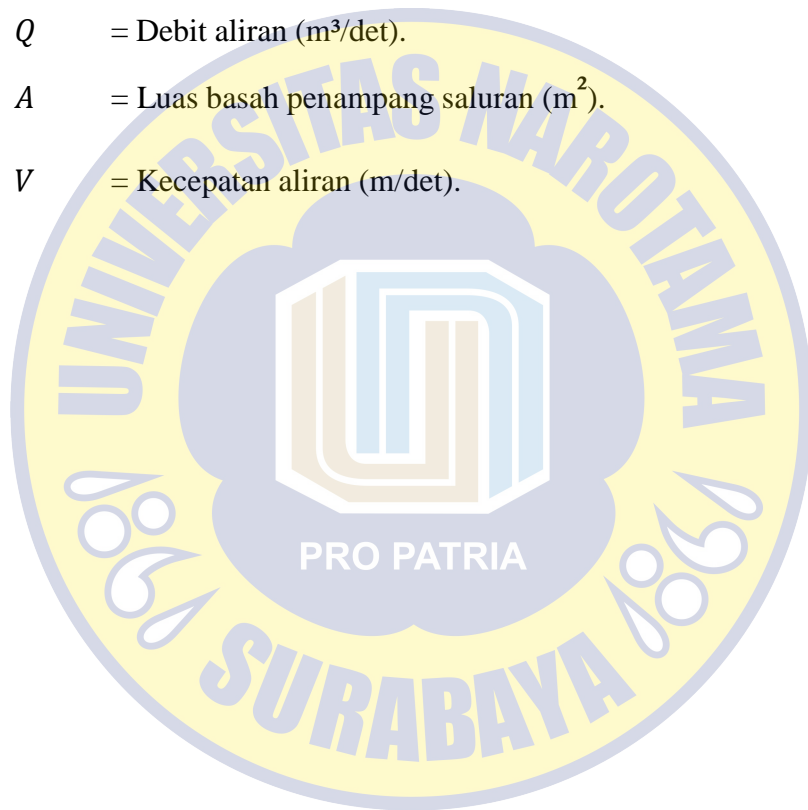 Q = Debit aliran (m³/det).
A = Luas basah penampang saluran (m²).
V = Kecepatan aliran (m/det).
UNIVERSITAS NAROTAMA
PRO PATRIA
SURABAYA